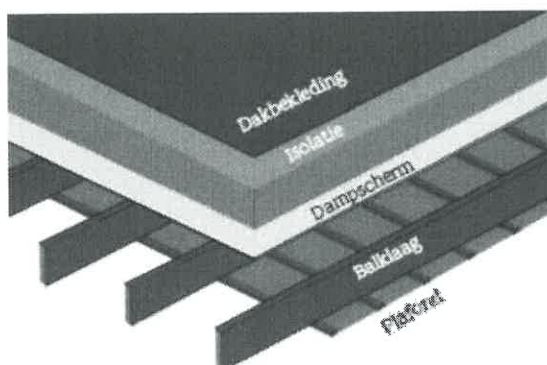 Dakbekleding
Isolatie
Dampscherm
Balklaag
Plafond